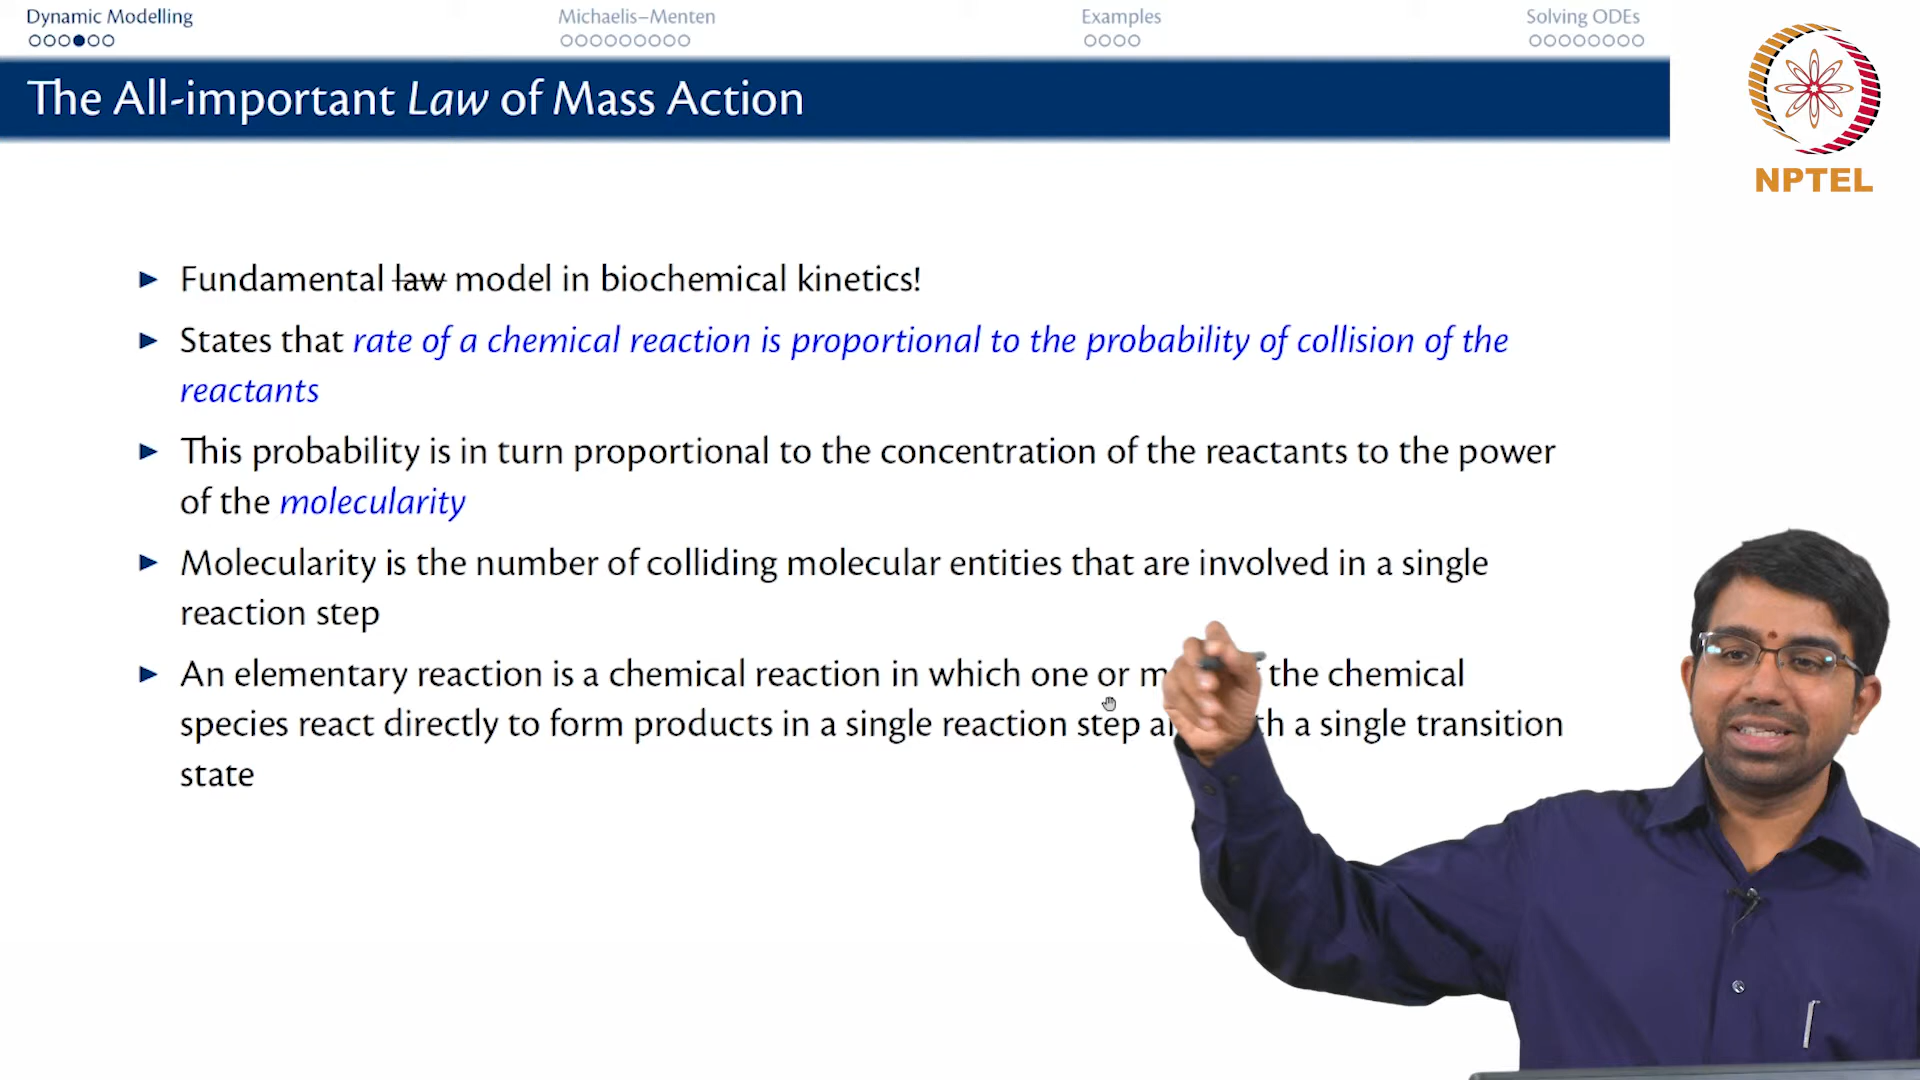 Dynamic Modelling
Michaelis–Menten
Examples
Solving ODEs
The All-important Law of Mass Action
NPTEL
Fundamental law model in biochemical kinetics!
States that rate of a chemical reaction is proportional to the probability of collision of the
reactants
This probability is in turn proportional to the concentration of the reactants to the power
of the molecularity
Molecularity is the number of colliding molecular entities that are involved in a single
reaction step
An elementary reaction is a chemical reaction in which one or the chemical
species react directly to form products in a single reaction step a single transition
state